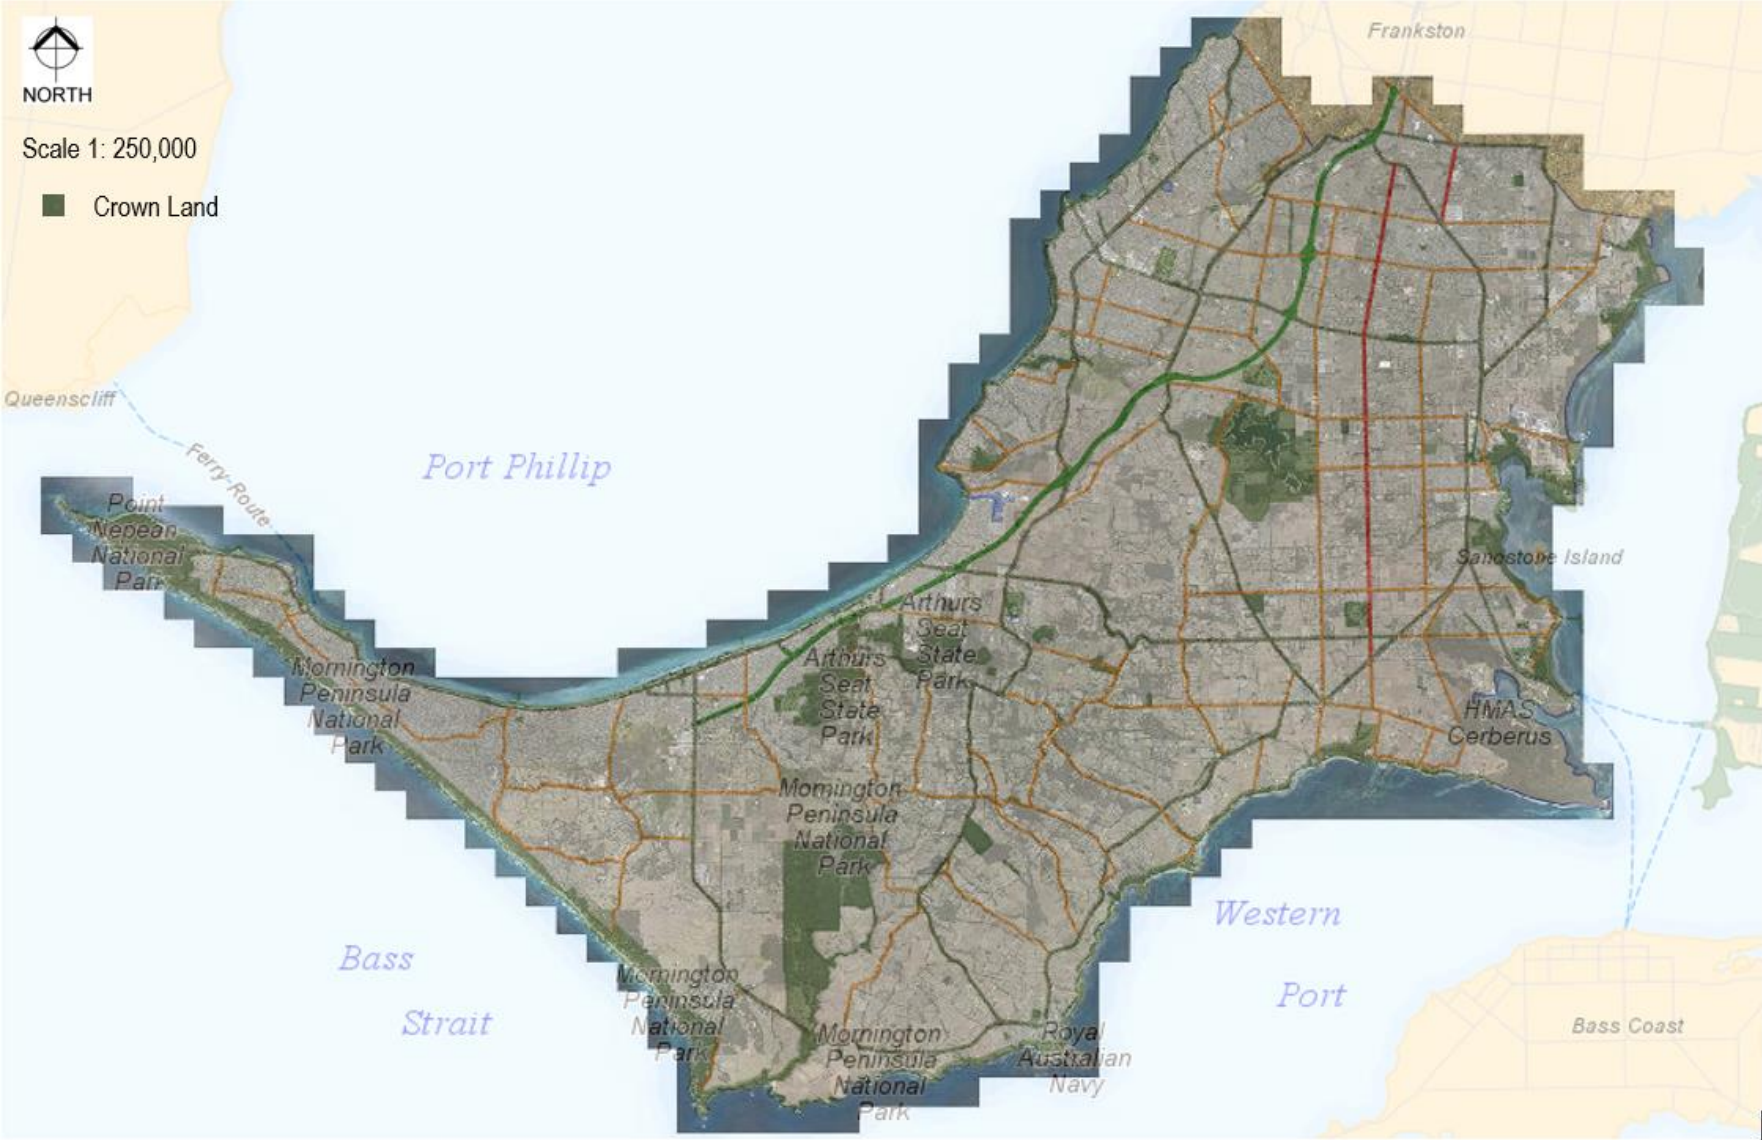 Frankston
NORTH
Scale 1: 250,000
Crown Land
Queenscliff
Ferry Route
Port Phillip
Point
Nepean
National
Park
Sandstone Island
Arthurs
Seat
State
Park
Arthurs
Seat
State
Park
Mornington
Peninsula
National
Park
HMAS
Cerberus
Mornington
Peninsula
National
Park
Western
Port
Bass
Strait
Mornington
Peninsula
National
Park
Mornington
Peninsula
National
Park
Royal
Australian
Navy
Bass Coast